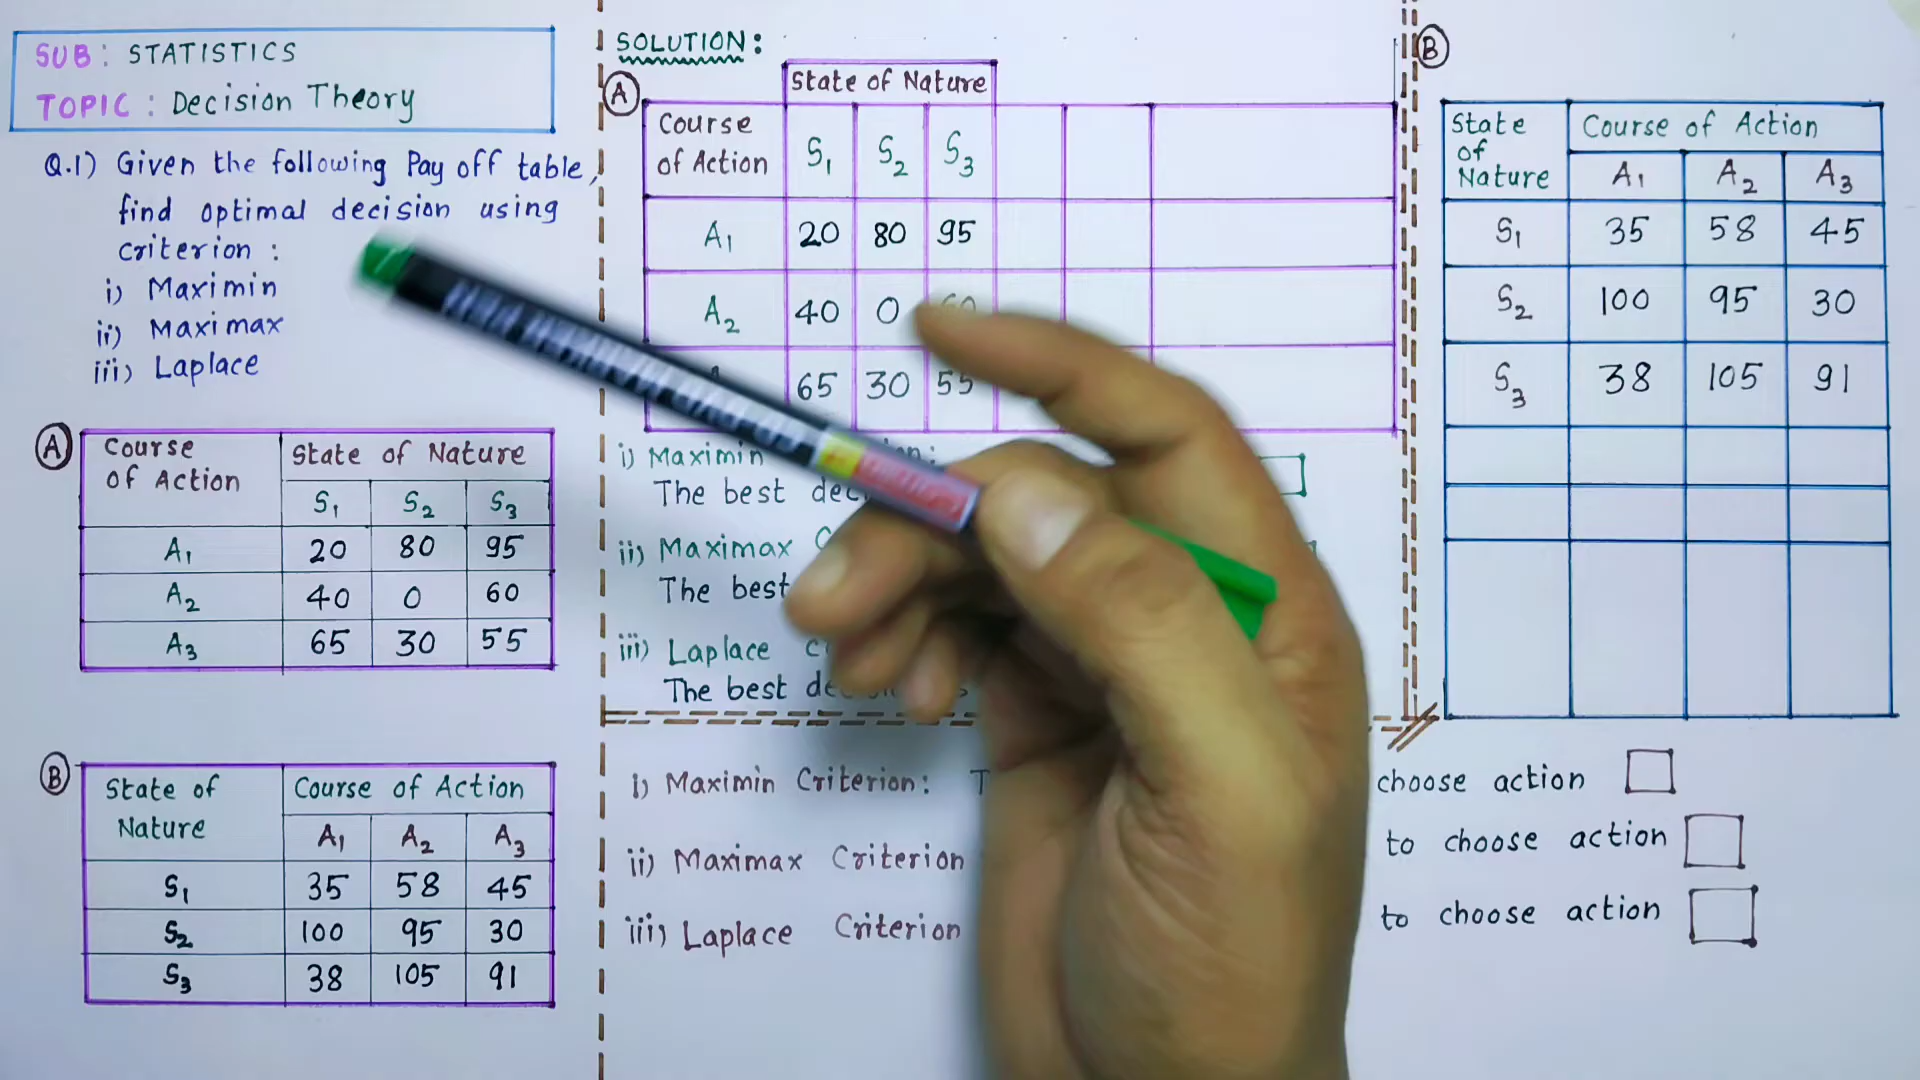 SUB: STATISTICS
TOPIC: Decision Theory
Q.1) Given the following Pay off table,
find optimal decision using
criterion :
i) Maximin
ii) Maximax
iii) Laplace
A
Course of Action | State of Nature
S1 S2 S3
A1 20 80 95
A2 40 0 60
A3 65 30 55
B
State of Nature | Course of Action
A1 A2 A3
S1 35 58 45
S2 100 95 30
S3 38 105 91
SOLUTION:
A
State of Nature
Course of Action S1 S2 S3
A1 20 80 95
A2 40 0 60
65 30 55
i) Maximin
The best
ii) Maximax
The best
iii) Laplace
The best
i) Maximin Criterion: choose action
ii) Maximax Criterion to choose action
iii) Laplace Criterion to choose action
B
State of Nature | Course of Action
A1 A2 A3
S1 35 58 45
S2 100 95 30
S3 38 105 91